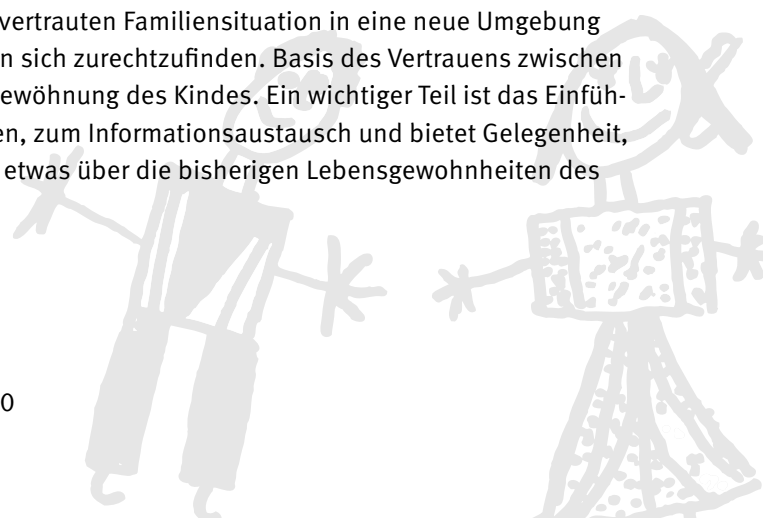 vertrauten Familiensituation in eine neue Umgebung
n sich zurechtzufinden. Basis des Vertrauens zwischen
ewöhnung des Kindes. Ein wichtiger Teil ist das Einfüh-
en, zum Informationsaustausch und bietet Gelegenheit,
etwas über die bisherigen Lebensgewohnheiten des
0